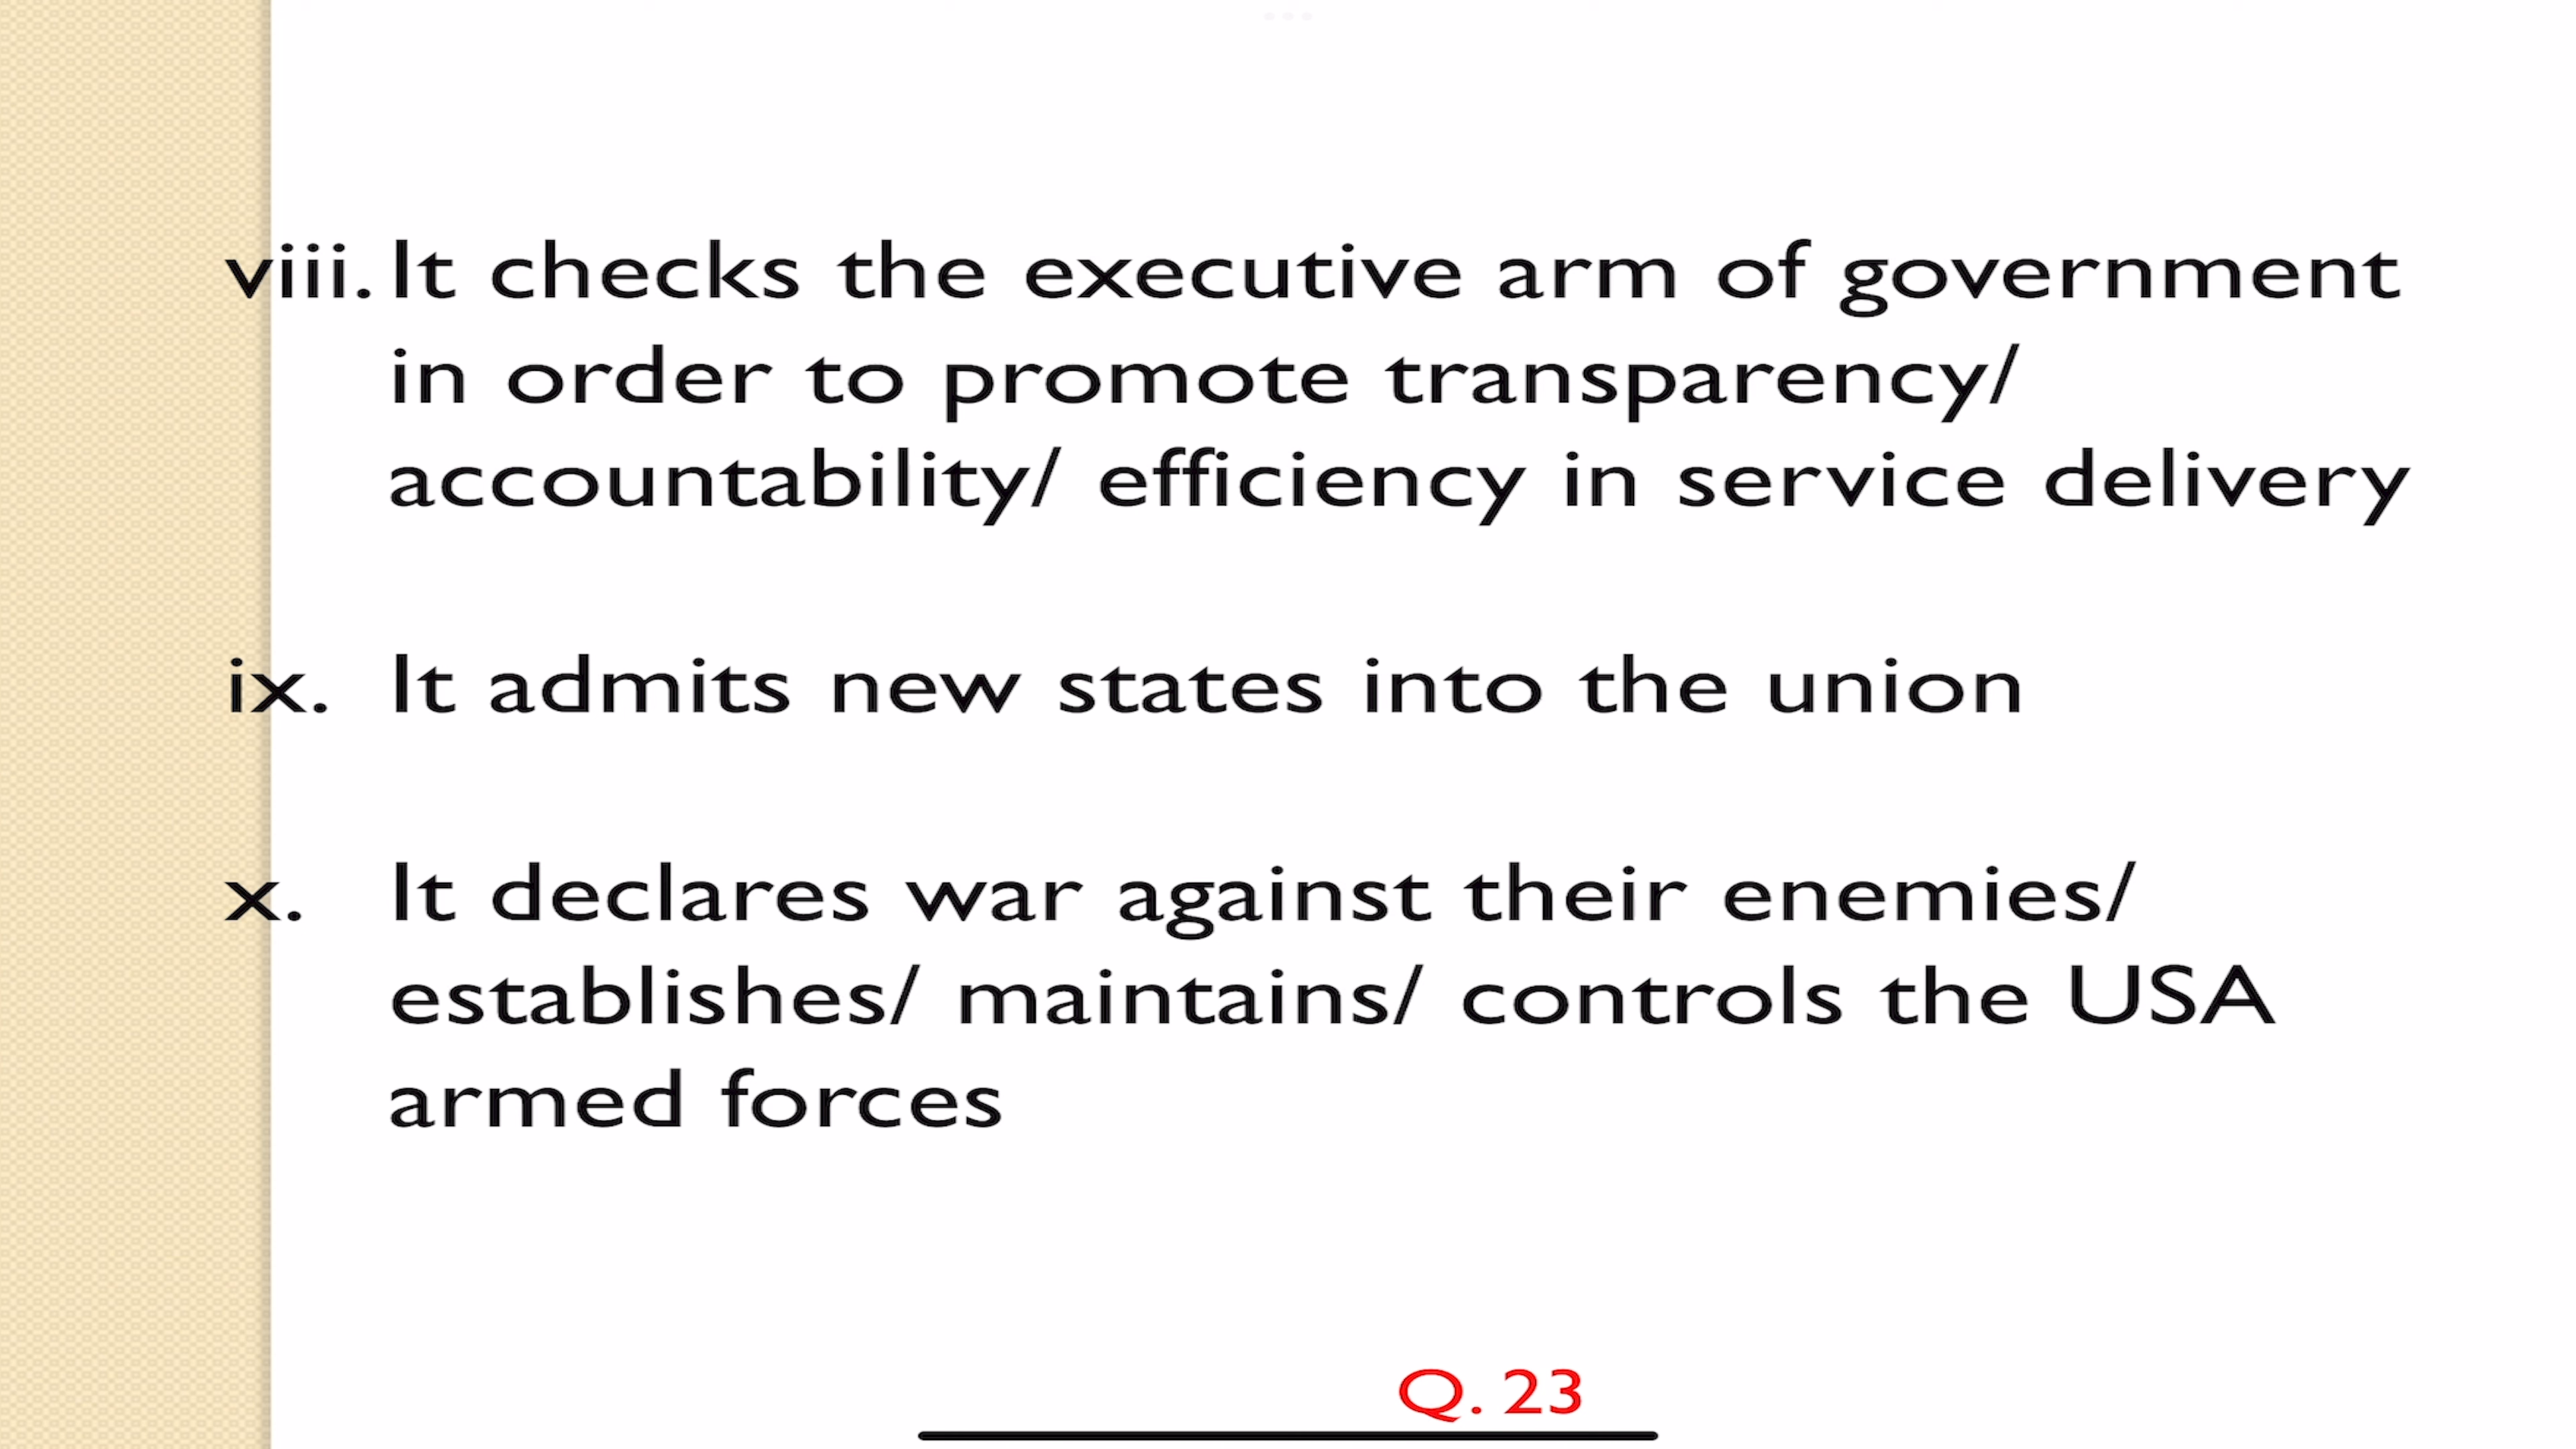 viii. It checks the executive arm of government
in order to promote transparency/
accountability/ efficiency in service delivery
ix. It admits new states into the union
x. It declares war against their enemies/
establishes/ maintains/ controls the USA
armed forces
Q. 23